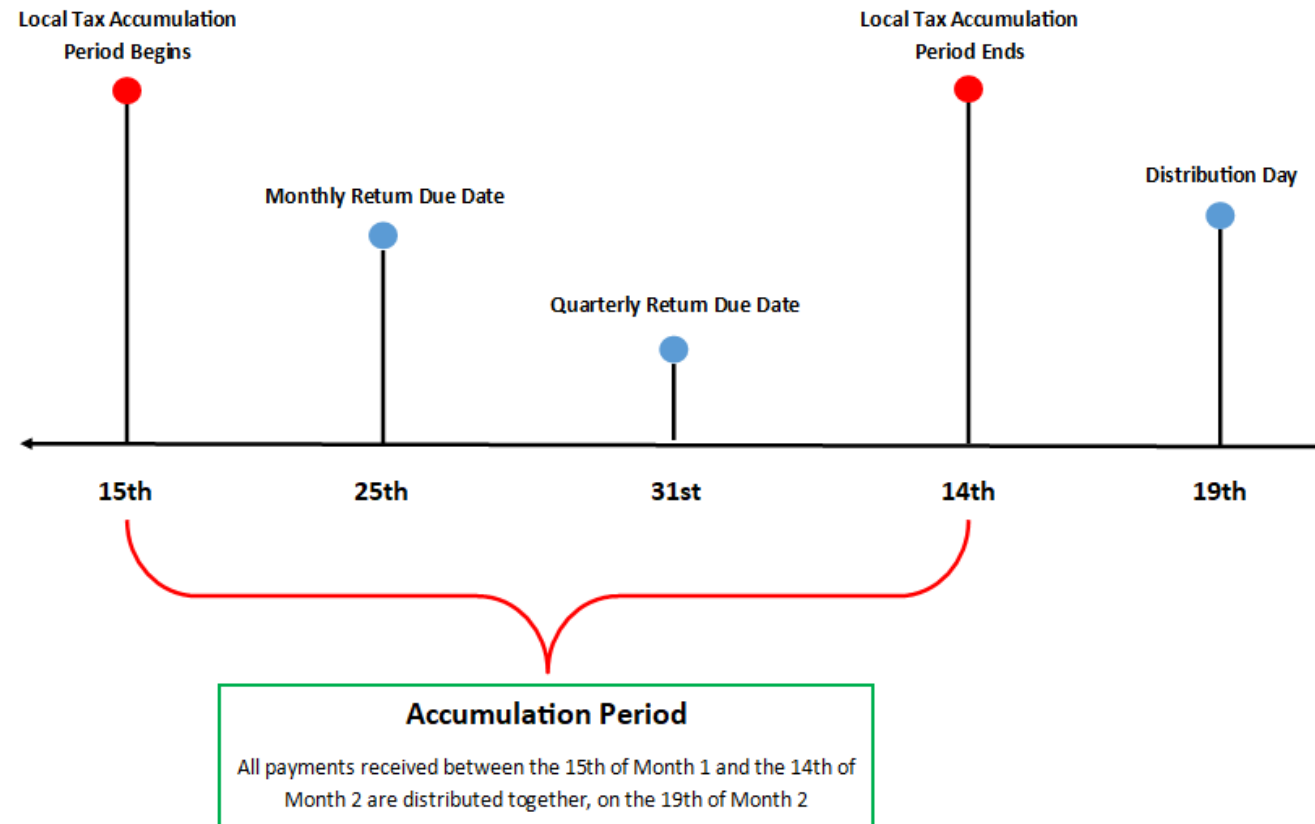 Local Tax Accumulation
Period Begins
Local Tax Accumulation
Period Ends
Distribution Day
Monthly Return Due Date
Quarterly Return Due Date
15th
25th
31st
14th
19th
Accumulation Period
All payments received between the 15th of Month 1 and the 14th of
Month 2 are distributed together, on the 19th of Month 2